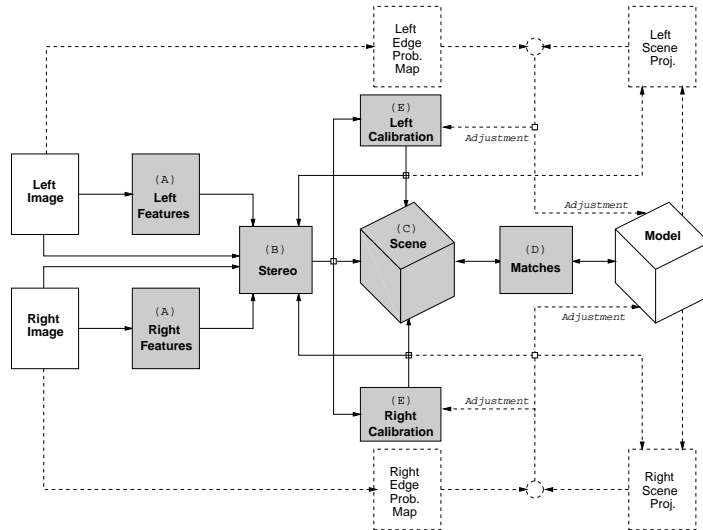 Left
Edge
Prob.
Map
Left
Scene
Proj.
(E)
Left
Calibration
Adjustment
Left
Image
(A)
Left
Features
Adjustment
(B)
Stereo
(C)
Scene
(D)
Matches
Model
Right
Image
(A)
Right
Features
Adjustment
(E)
Right
Calibration
Adjustment
Right
Edge
Prob.
Map
Right
Scene
Proj.